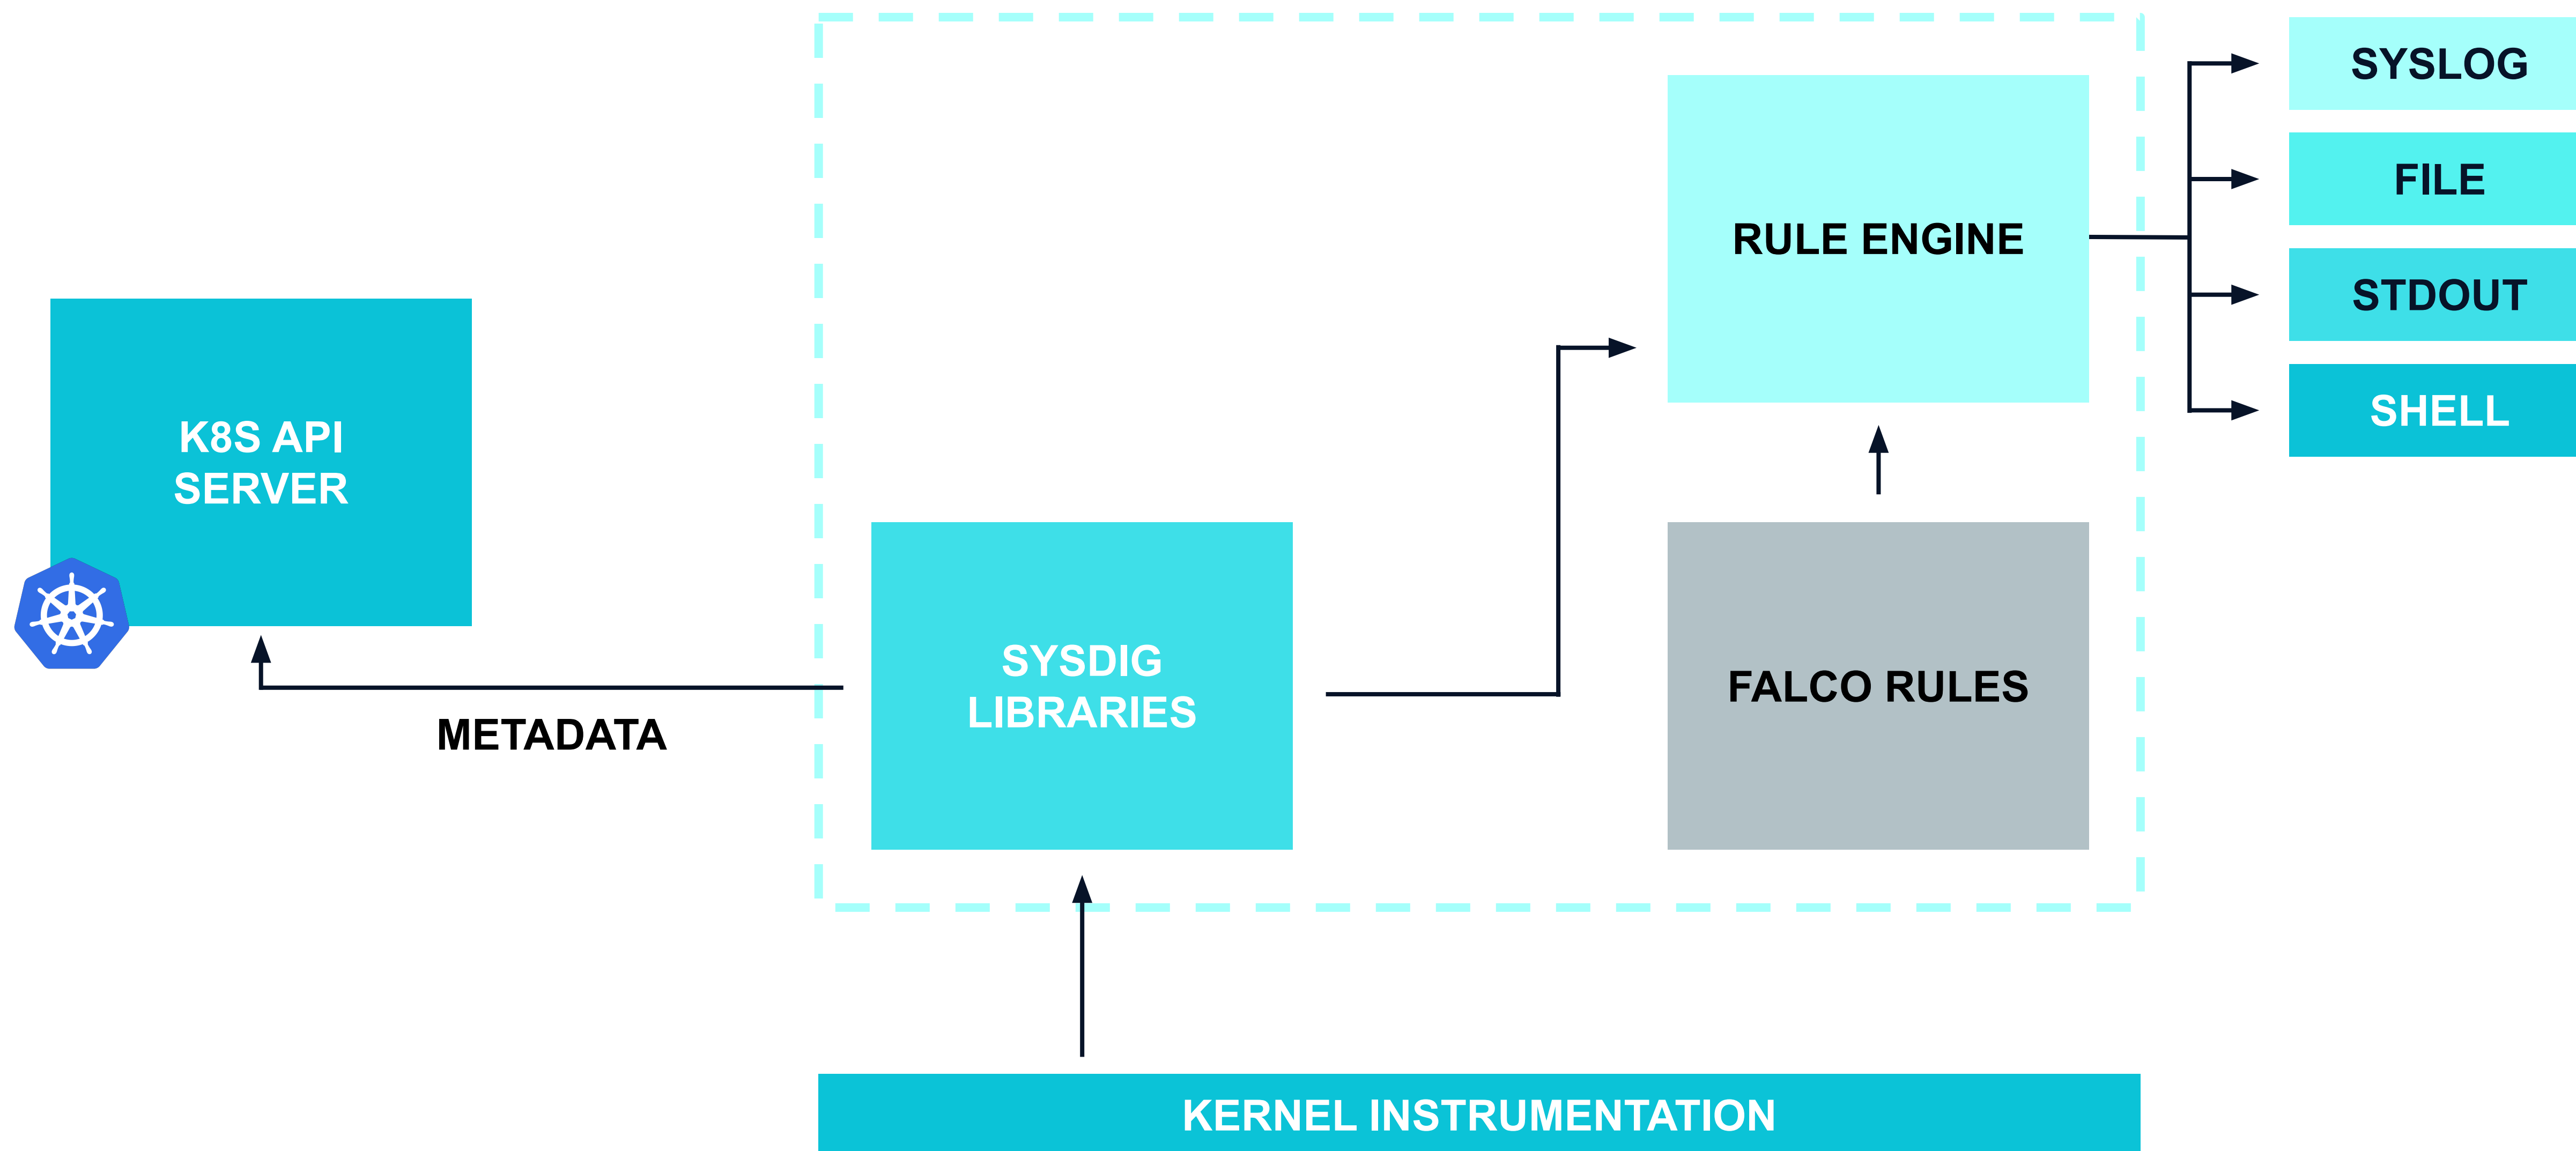 K8S API
SERVER
METADATA
SYSDIG
LIBRARIES
RULE ENGINE
FALCO RULES
KERNEL INSTRUMENTATION
SYSLOG
FILE
STDOUT
SHELL